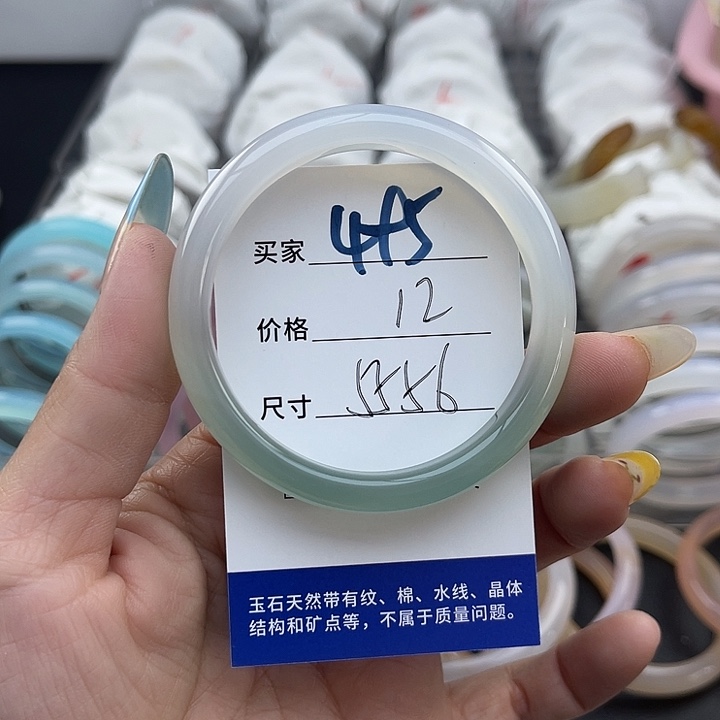 买家
价格 12
尺寸 5556
玉石天然带有纹、棉、水线、晶体
结构和矿点等，不属于质量问题。